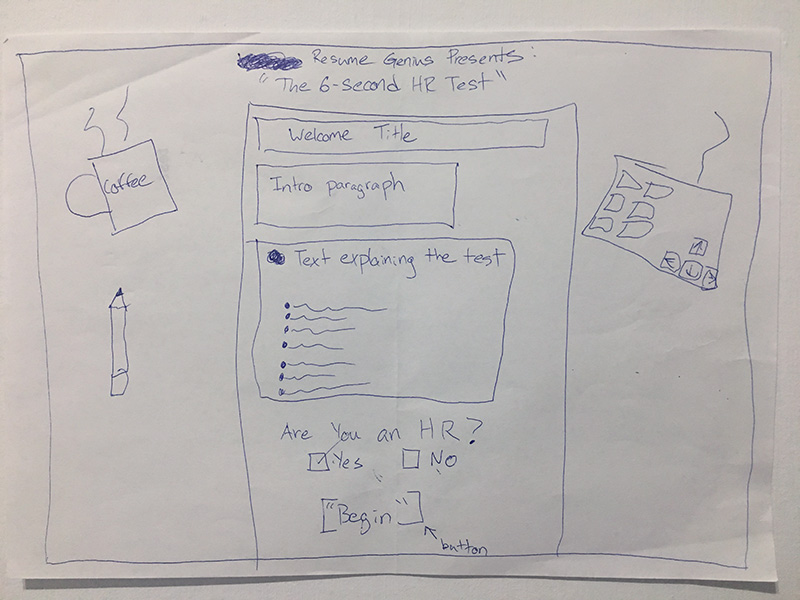 Resume Genius Presents:
"The 6-second HR Test"
Welcome Title
Intro paragraph
coffee
Text explaining the test
Are You an HR?
Yes
No
["Begin"]
button